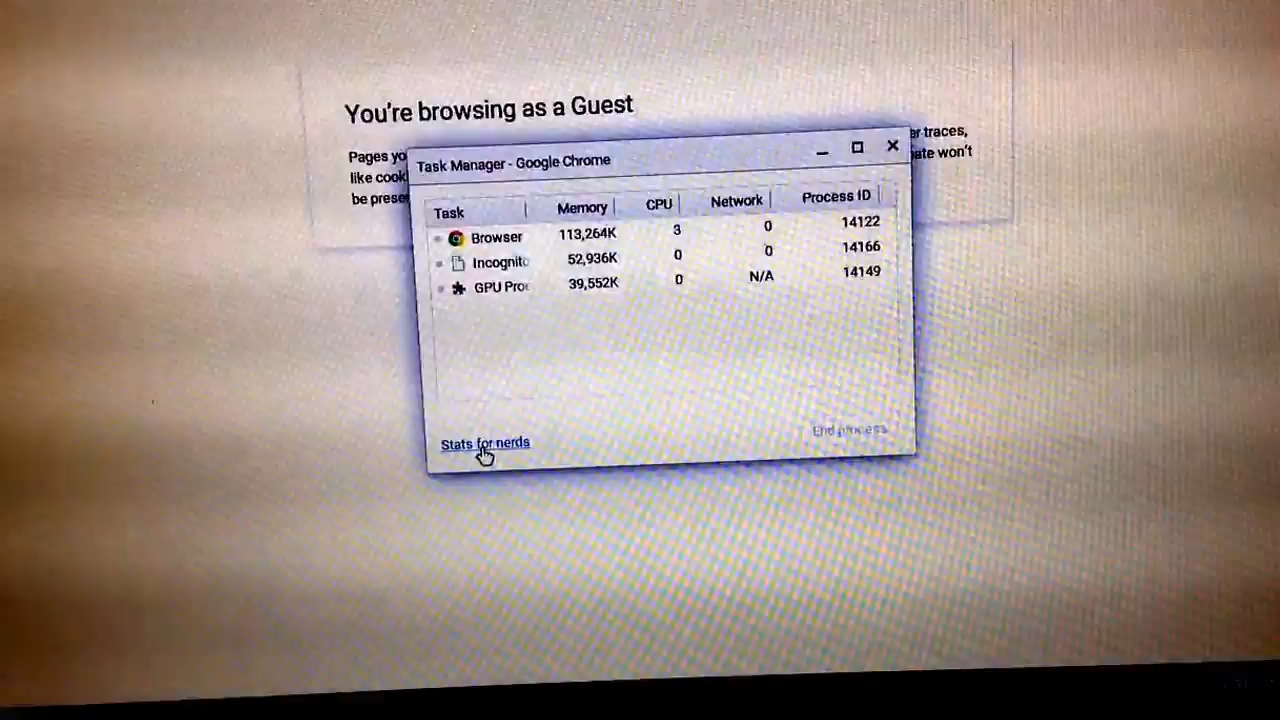 You're browsing as a Guest
Pages yo
er traces,
like cook
ate won't
be prese
Task Manager - Google Chrome
Task Memory CPU Network Process ID
Browser 113,264K 3 0 14122
Incognito 52,936K 0 0 14166
GPU Proc 39,552K 0 N/A 14149
Stats for nerds
End process